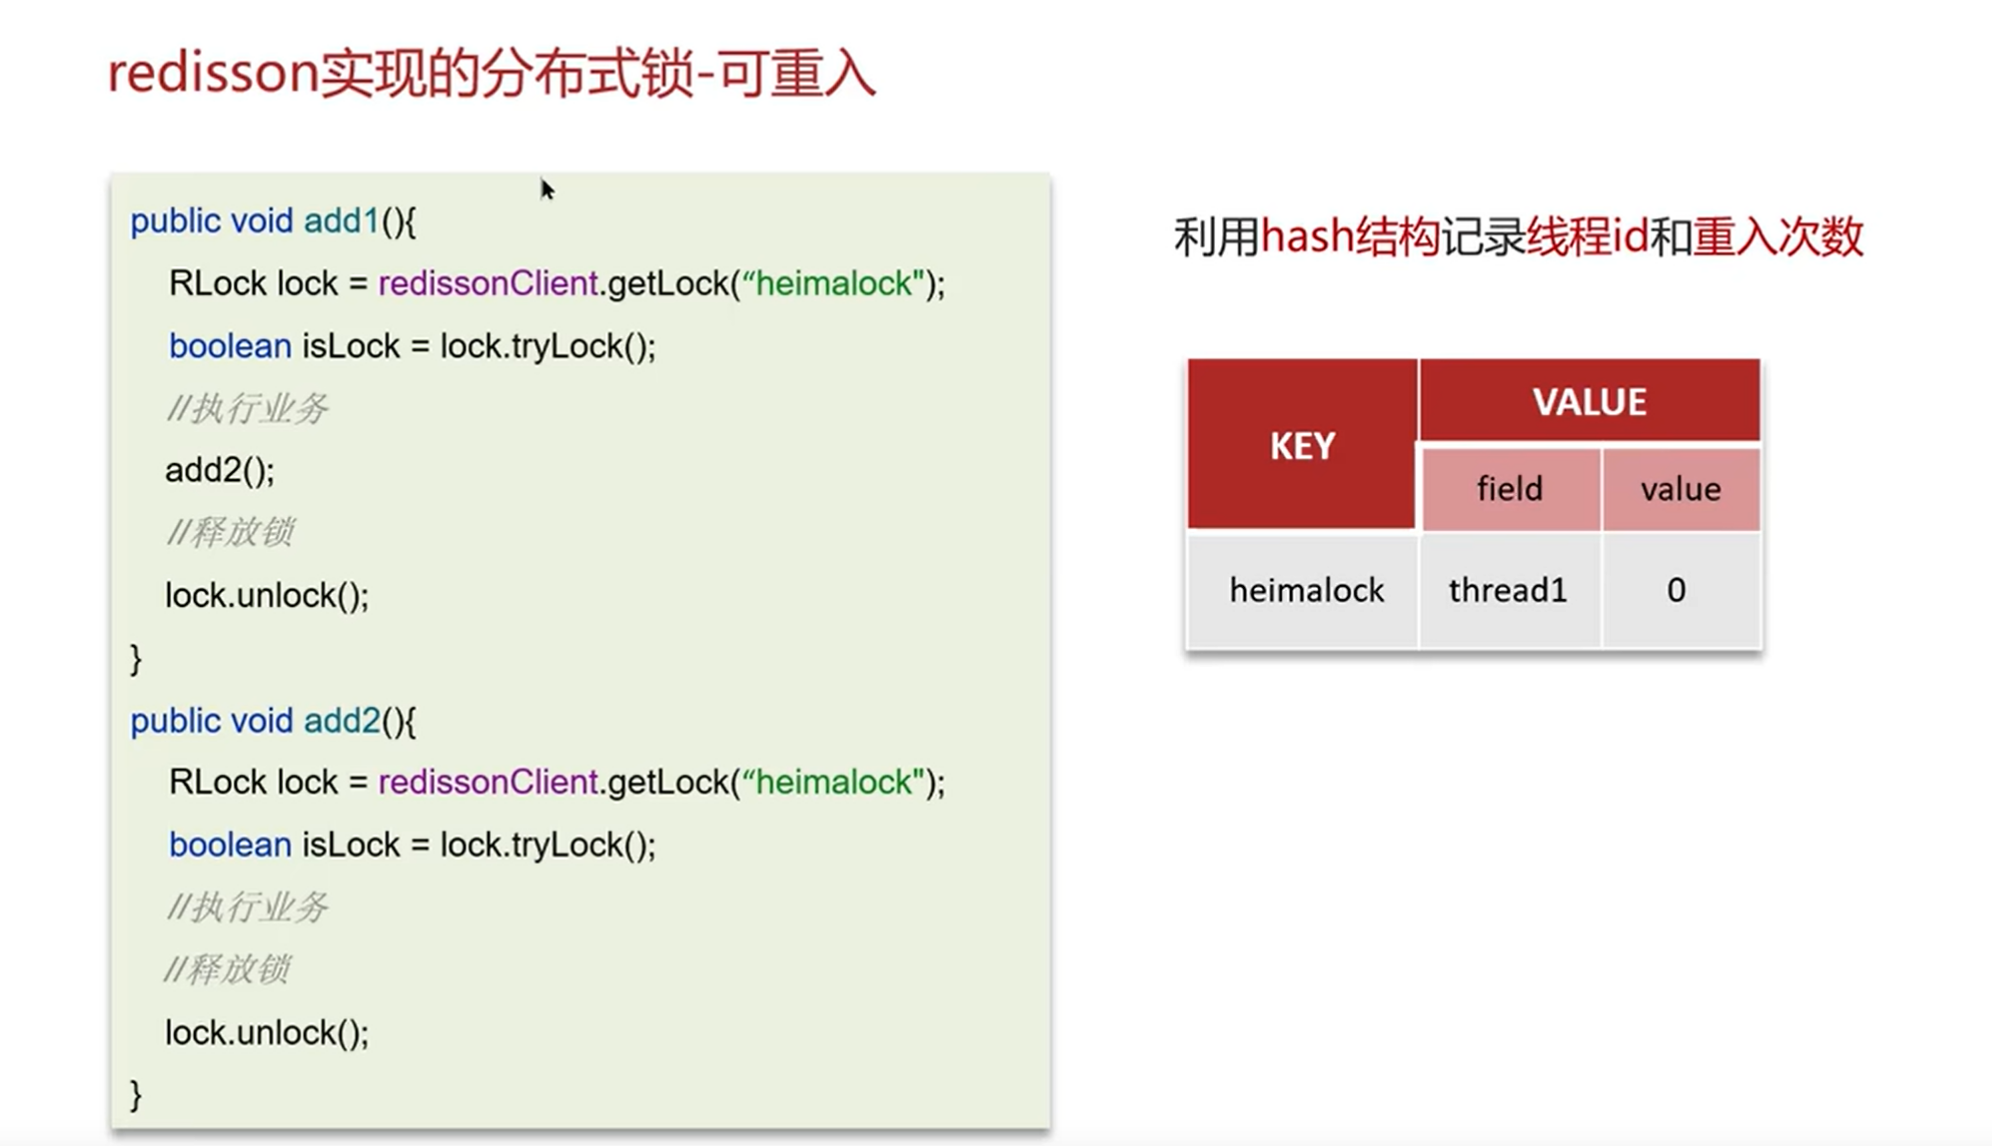 redisson实现的分布式锁-可重入
public void add1(){
RLock lock = redissonClient.getLock(“heimalock");
boolean isLock = lock.tryLock();
//执行业务
add2();
//释放锁
lock.unlock();
}
public void add2(){
RLock lock = redissonClient.getLock(“heimalock");
boolean isLock = lock.tryLock();
//执行业务
//释放锁
lock.unlock();
}
利用hash结构记录线程id和重入次数
KEY VALUE
field value
heimalock thread1 0